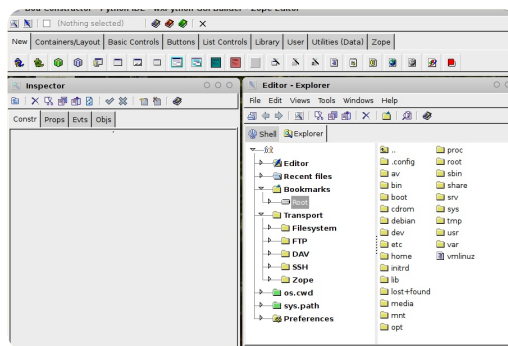 Boa Constructor - Python IDE - wxPython GUI Builder - Zope Editor
(Nothing selected)
New Containers/Layout Basic Controls Buttons List Controls Library User Utilities (Data) Zope
Inspector
Constr Props Evts Objs
Editor - Explorer
File Edit Views Tools Windows Help
Shell Explorer
Editor
Recent files
Bookmarks
Root
Transport
Filesystem
FTP
DAV
SSH
Zope
os.cwd
sys.path
Preferences
..
.config
av
bin
boot
cdrom
debian
dev
etc
home
initrd
lib
lost+found
media
mnt
opt
proc
root
sbin
share
srv
sys
tmp
usr
var
vmlinuz